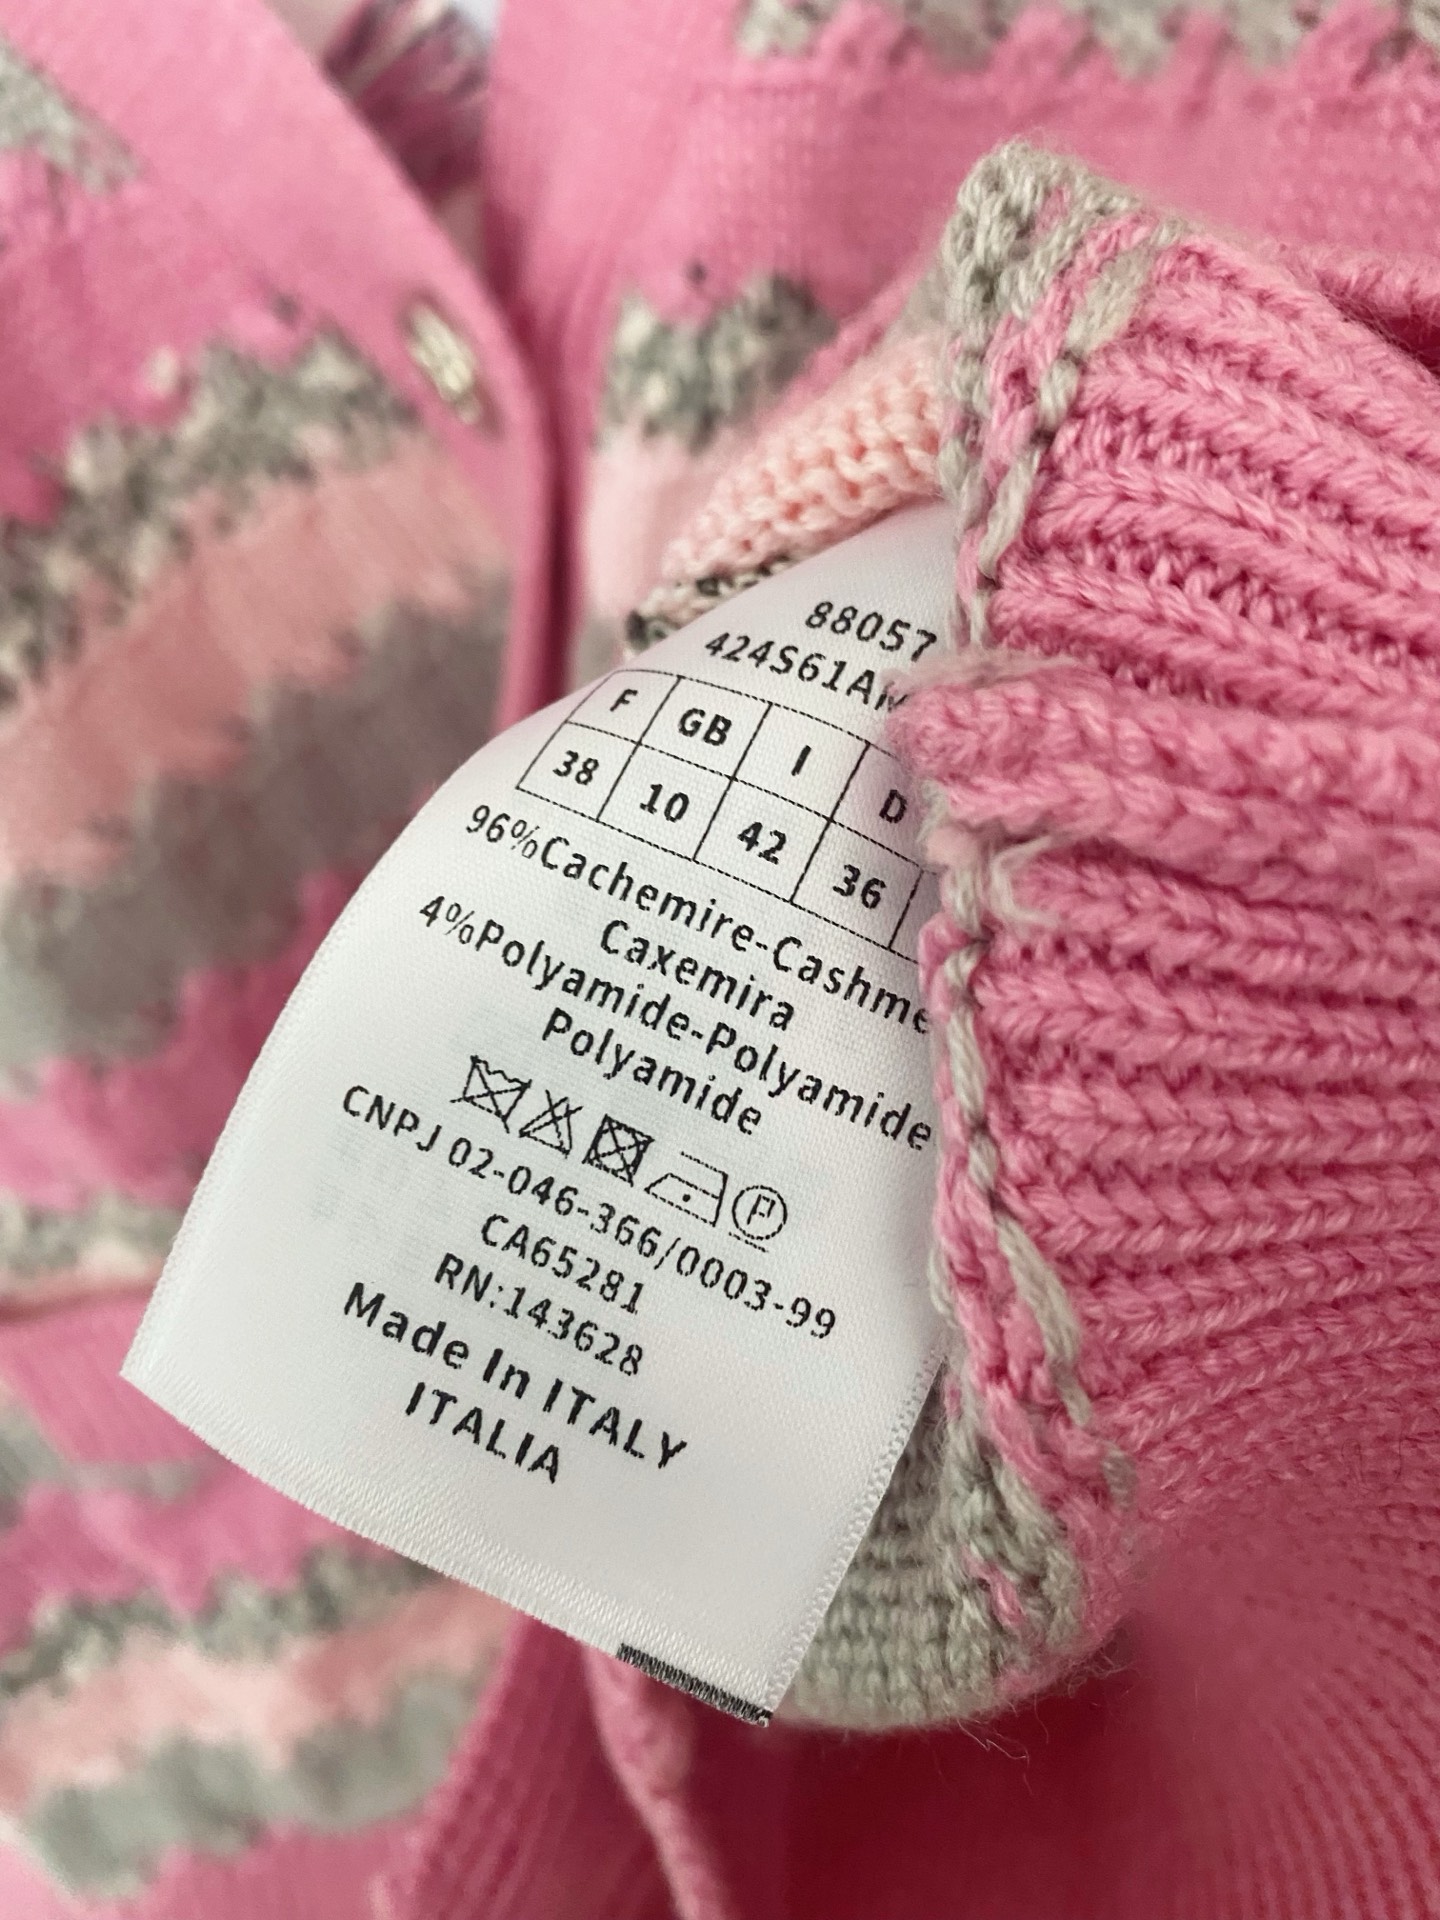 88057
424S61AM
F GB I D
38 10 42 36
96%Cachemire-Cashme
Caxemira
4%Polyamide-Polyamide
Polyamide
P
CNPJ 02-046-366/0003-99
CA65281
RN:143628
Made In ITALY
ITALIA